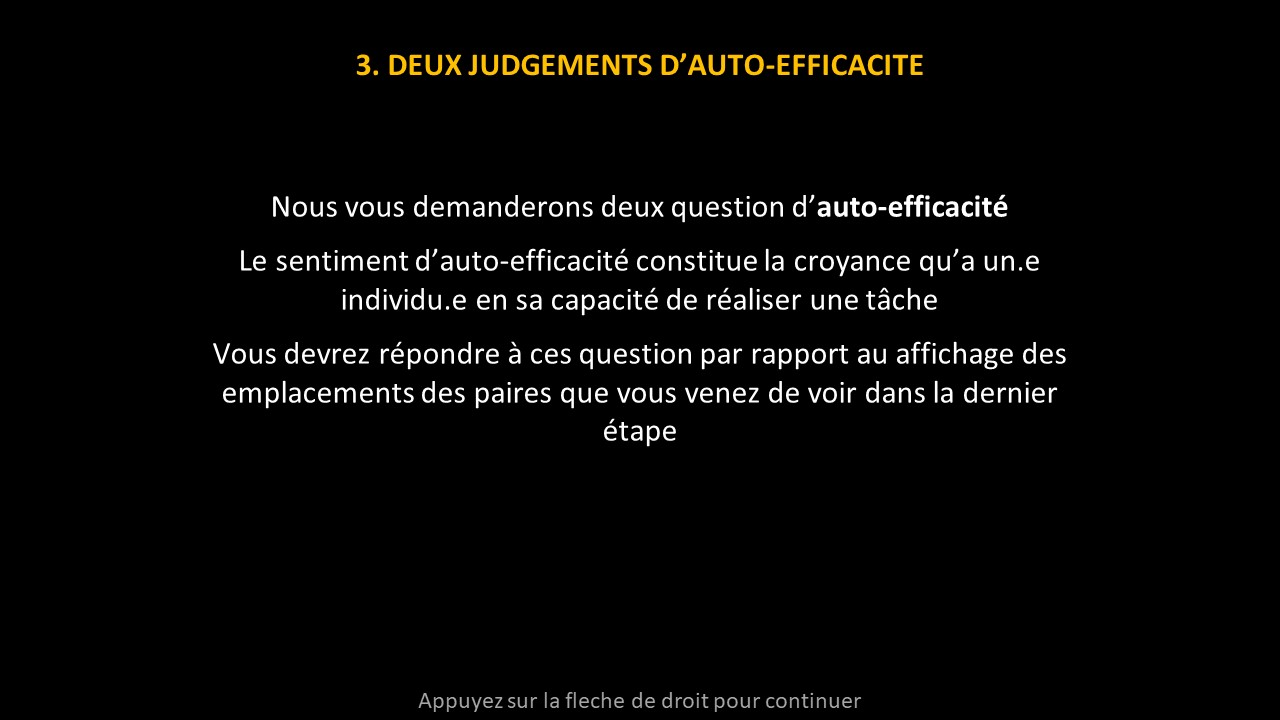 3. DEUX JUDGEMENTS D’AUTO-EFFICACITE
Nous vous demanderons deux question d’auto-efficacité
Le sentiment d’auto-efficacité constitue la croyance qu’a un.e
individu.e en sa capacité de réaliser une tâche
Vous devrez répondre à ces question par rapport au affichage des
emplacements des paires que vous venez de voir dans la dernier
étape
Appuyez sur la fleche de droit pour continuer